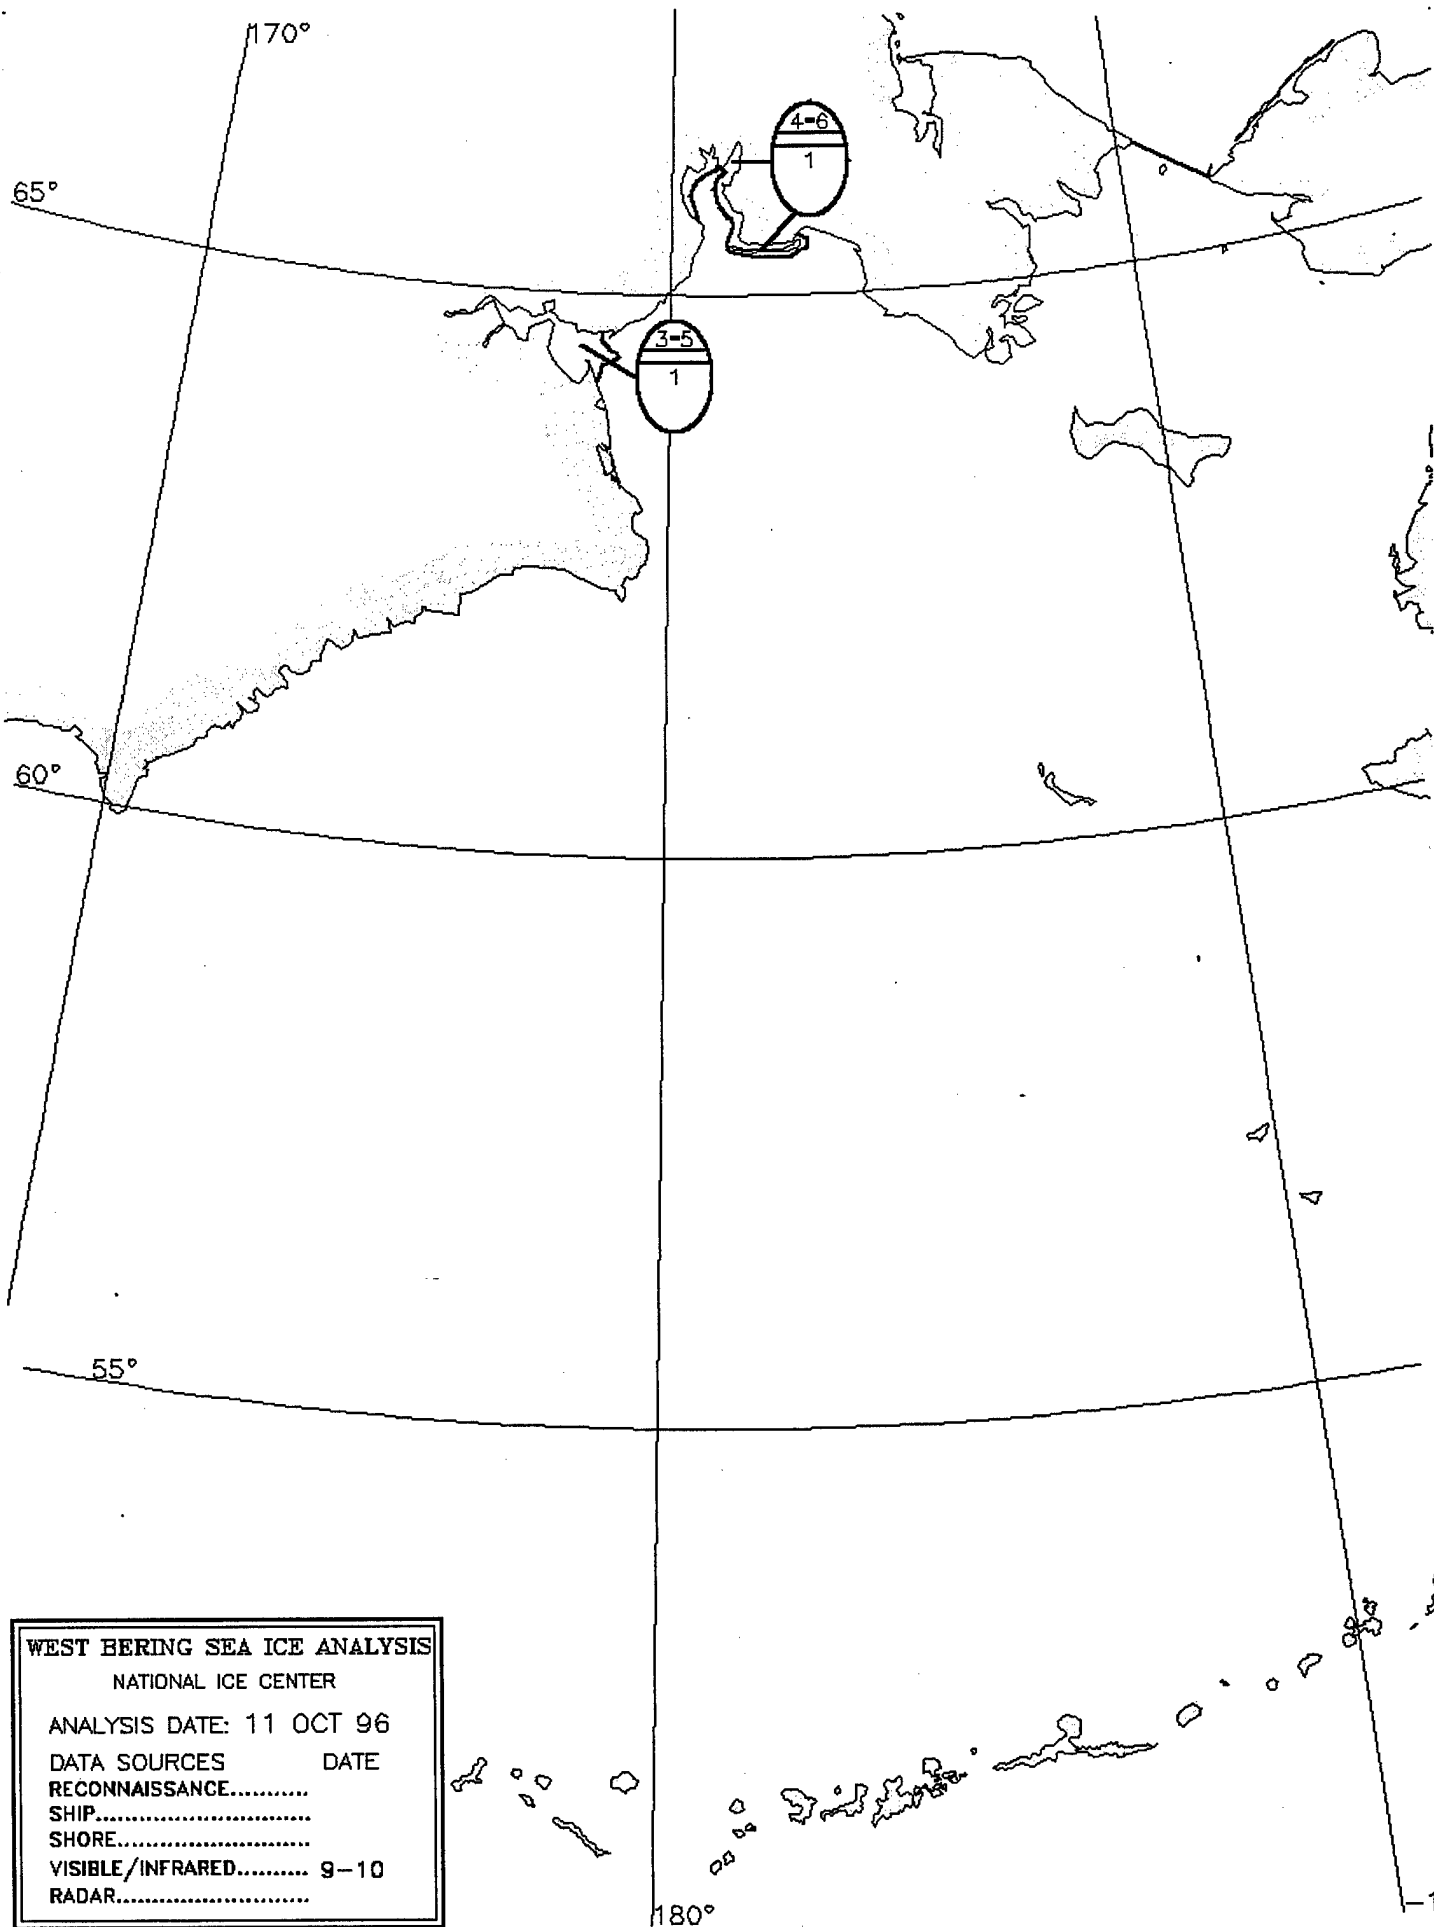 170°
4-6
1
65°
3-5
1
60°
55°
WEST BERING SEA ICE ANALYSIS
NATIONAL ICE CENTER
ANALYSIS DATE: 11 OCT 96
DATA SOURCES DATE
RECONNAISSANCE..........
SHIP...........................
SHORE........................
VISIBLE/INFRARED.......... 9-10
RADAR........................
180°